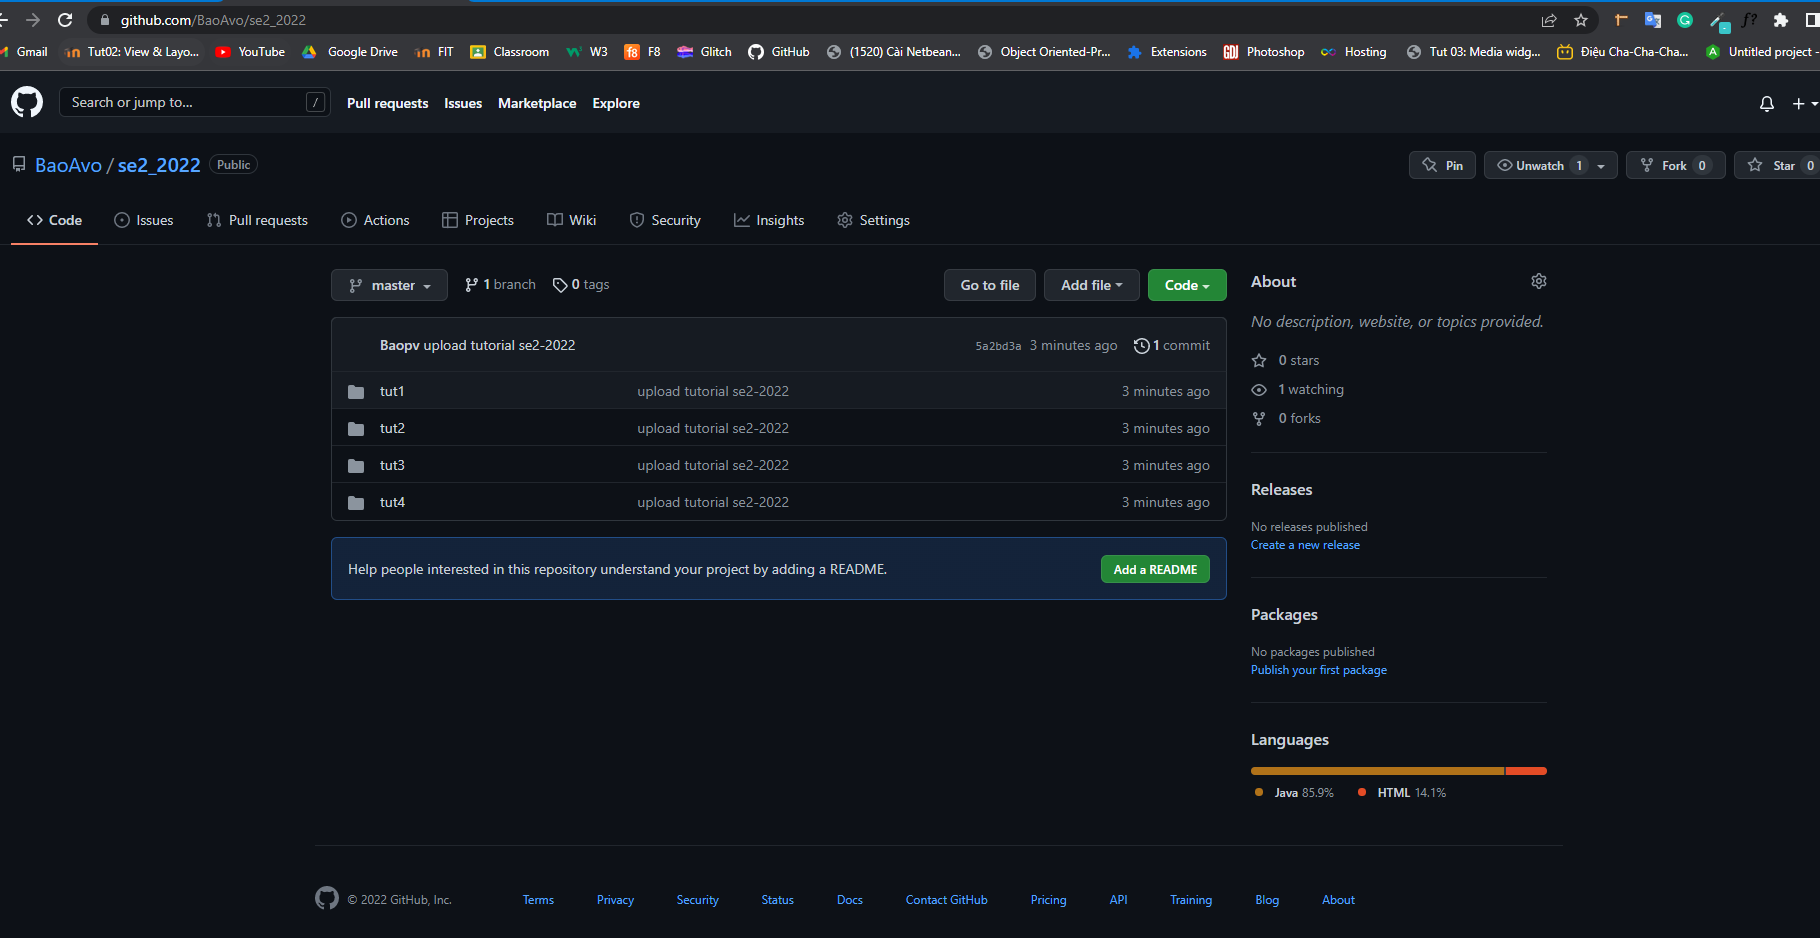 github.com/BaoAvo/se2_2022
Gmail Tut02: View & Layo... YouTube Google Drive FIT Classroom W3 F8 Glitch GitHub (1520) Cài Netbean... Object Oriented-Pr... Extensions Photoshop Hosting Tut 03: Media widg... Điệu Cha-Cha-Cha... Untitled project -
Search or jump to... / Pull requests Issues Marketplace Explore
BaoAvo / se2_2022 Public Pin Unwatch 1 Fork 0 Star 0
Code Issues Pull requests Actions Projects Wiki Security Insights Settings
master 1 branch 0 tags Go to file Add file Code
Baopv upload tutorial se2-2022 5a2bd3a 3 minutes ago 1 commit
tut1 upload tutorial se2-2022 3 minutes ago
tut2 upload tutorial se2-2022 3 minutes ago
tut3 upload tutorial se2-2022 3 minutes ago
tut4 upload tutorial se2-2022 3 minutes ago
Help people interested in this repository understand your project by adding a README. Add a README
About
No description, website, or topics provided.
0 stars
1 watching
0 forks
Releases
No releases published
Create a new release
Packages
No packages published
Publish your first package
Languages
Java 85.9% HTML 14.1%
© 2022 GitHub, Inc. Terms Privacy Security Status Docs Contact GitHub Pricing API Training Blog About